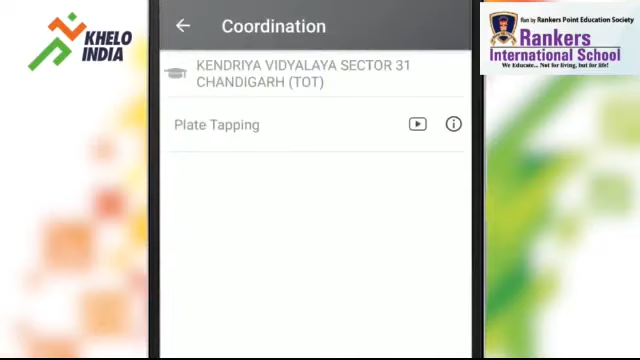 KHELO
INDIA
Coordination
KENDRIYA VIDYALAYA SECTOR 31
CHANDIGARH (TOT)
Plate Tapping
Run by Rankers Point Education Society
Rankers
International School
We Educate... Not for living, but for life!